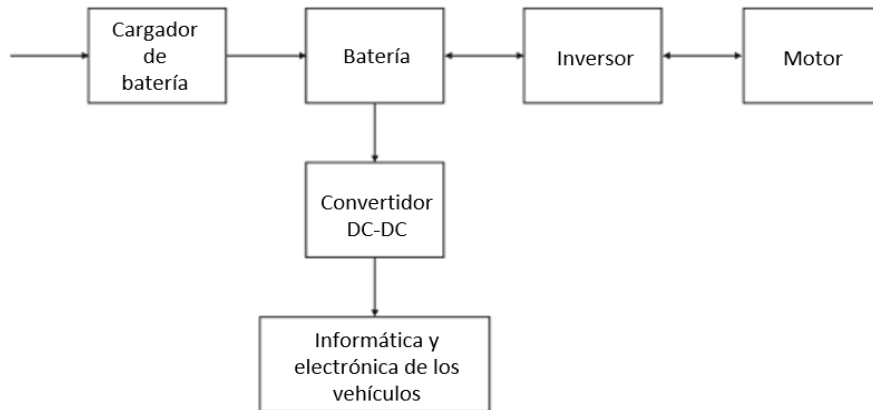 Cargador
de
batería
Batería
Inversor
Motor
Convertidor
DC-DC
Informática y
electrónica de los
vehículos